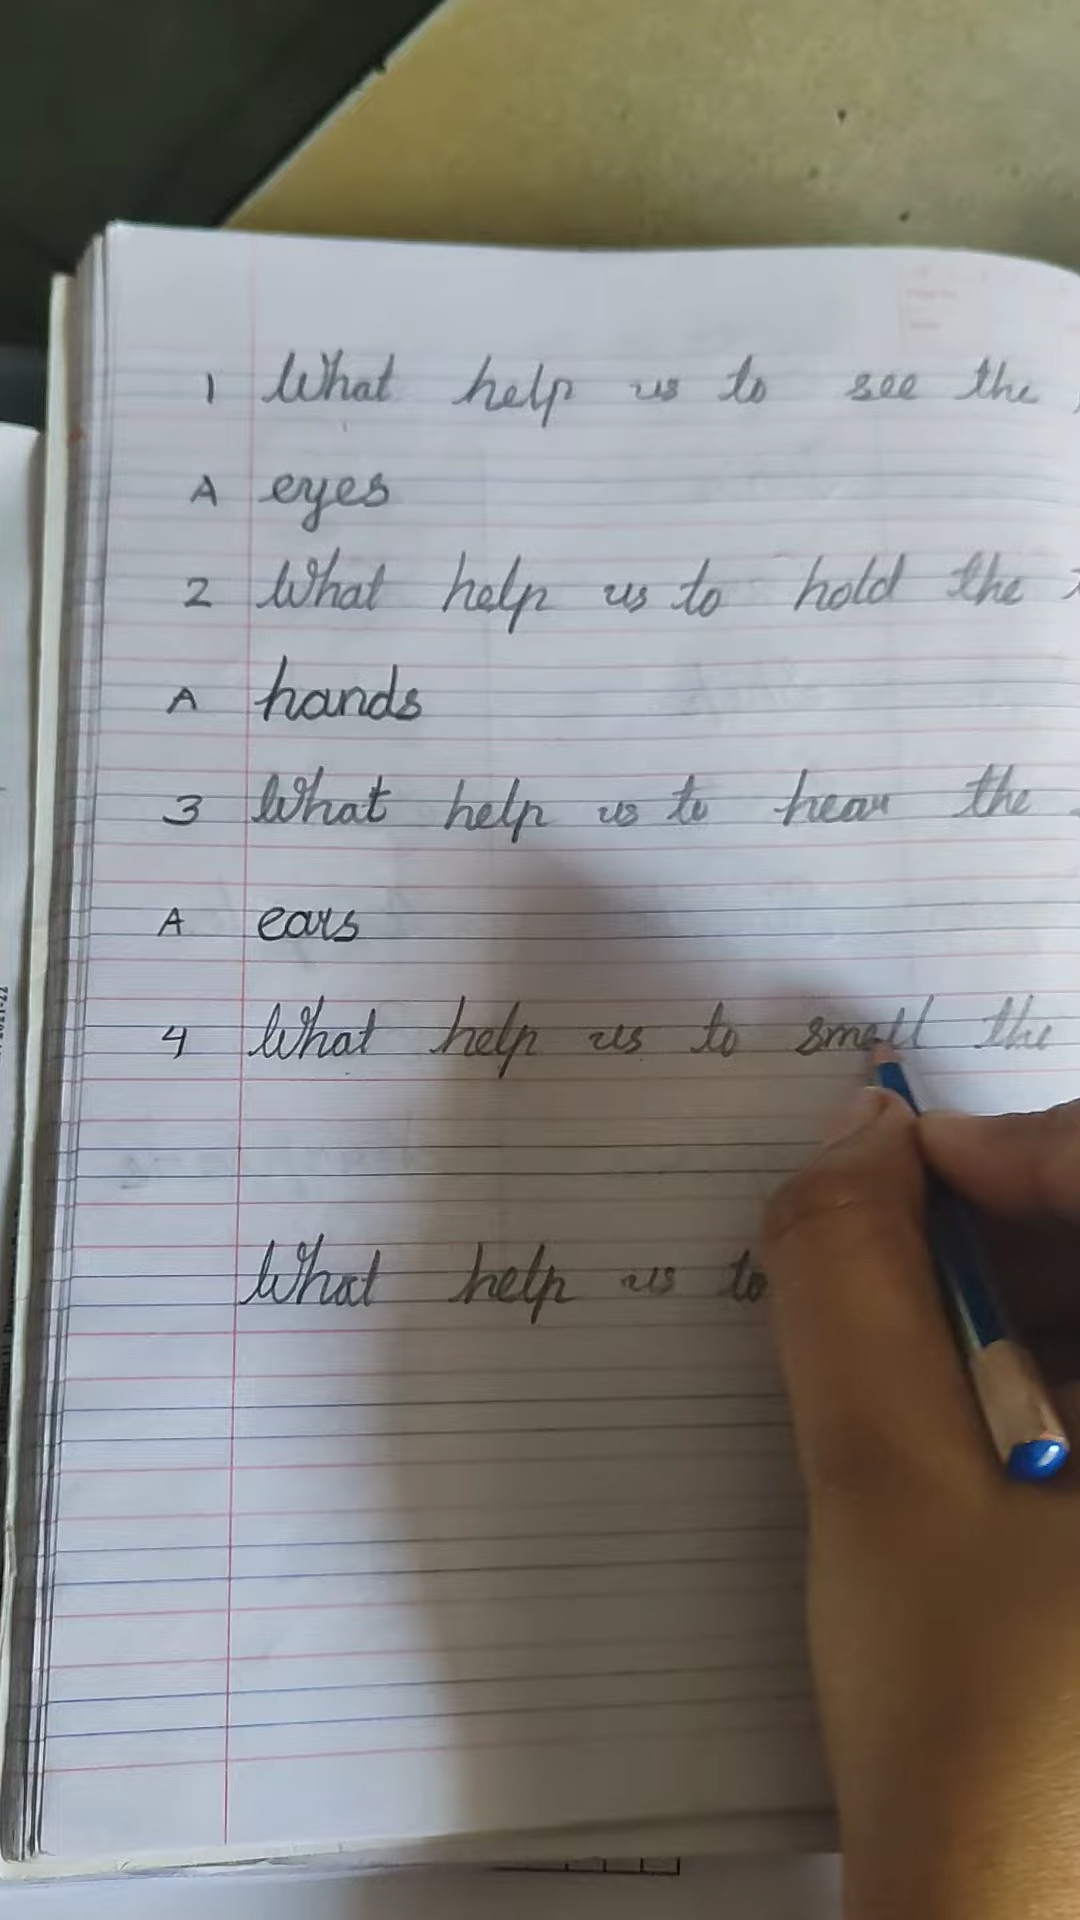 1 What help us to see the
A eyes
2 What help us to hold the
A hands
3 What help us to hear the
A ears
4 What help us to smell the
What help us to